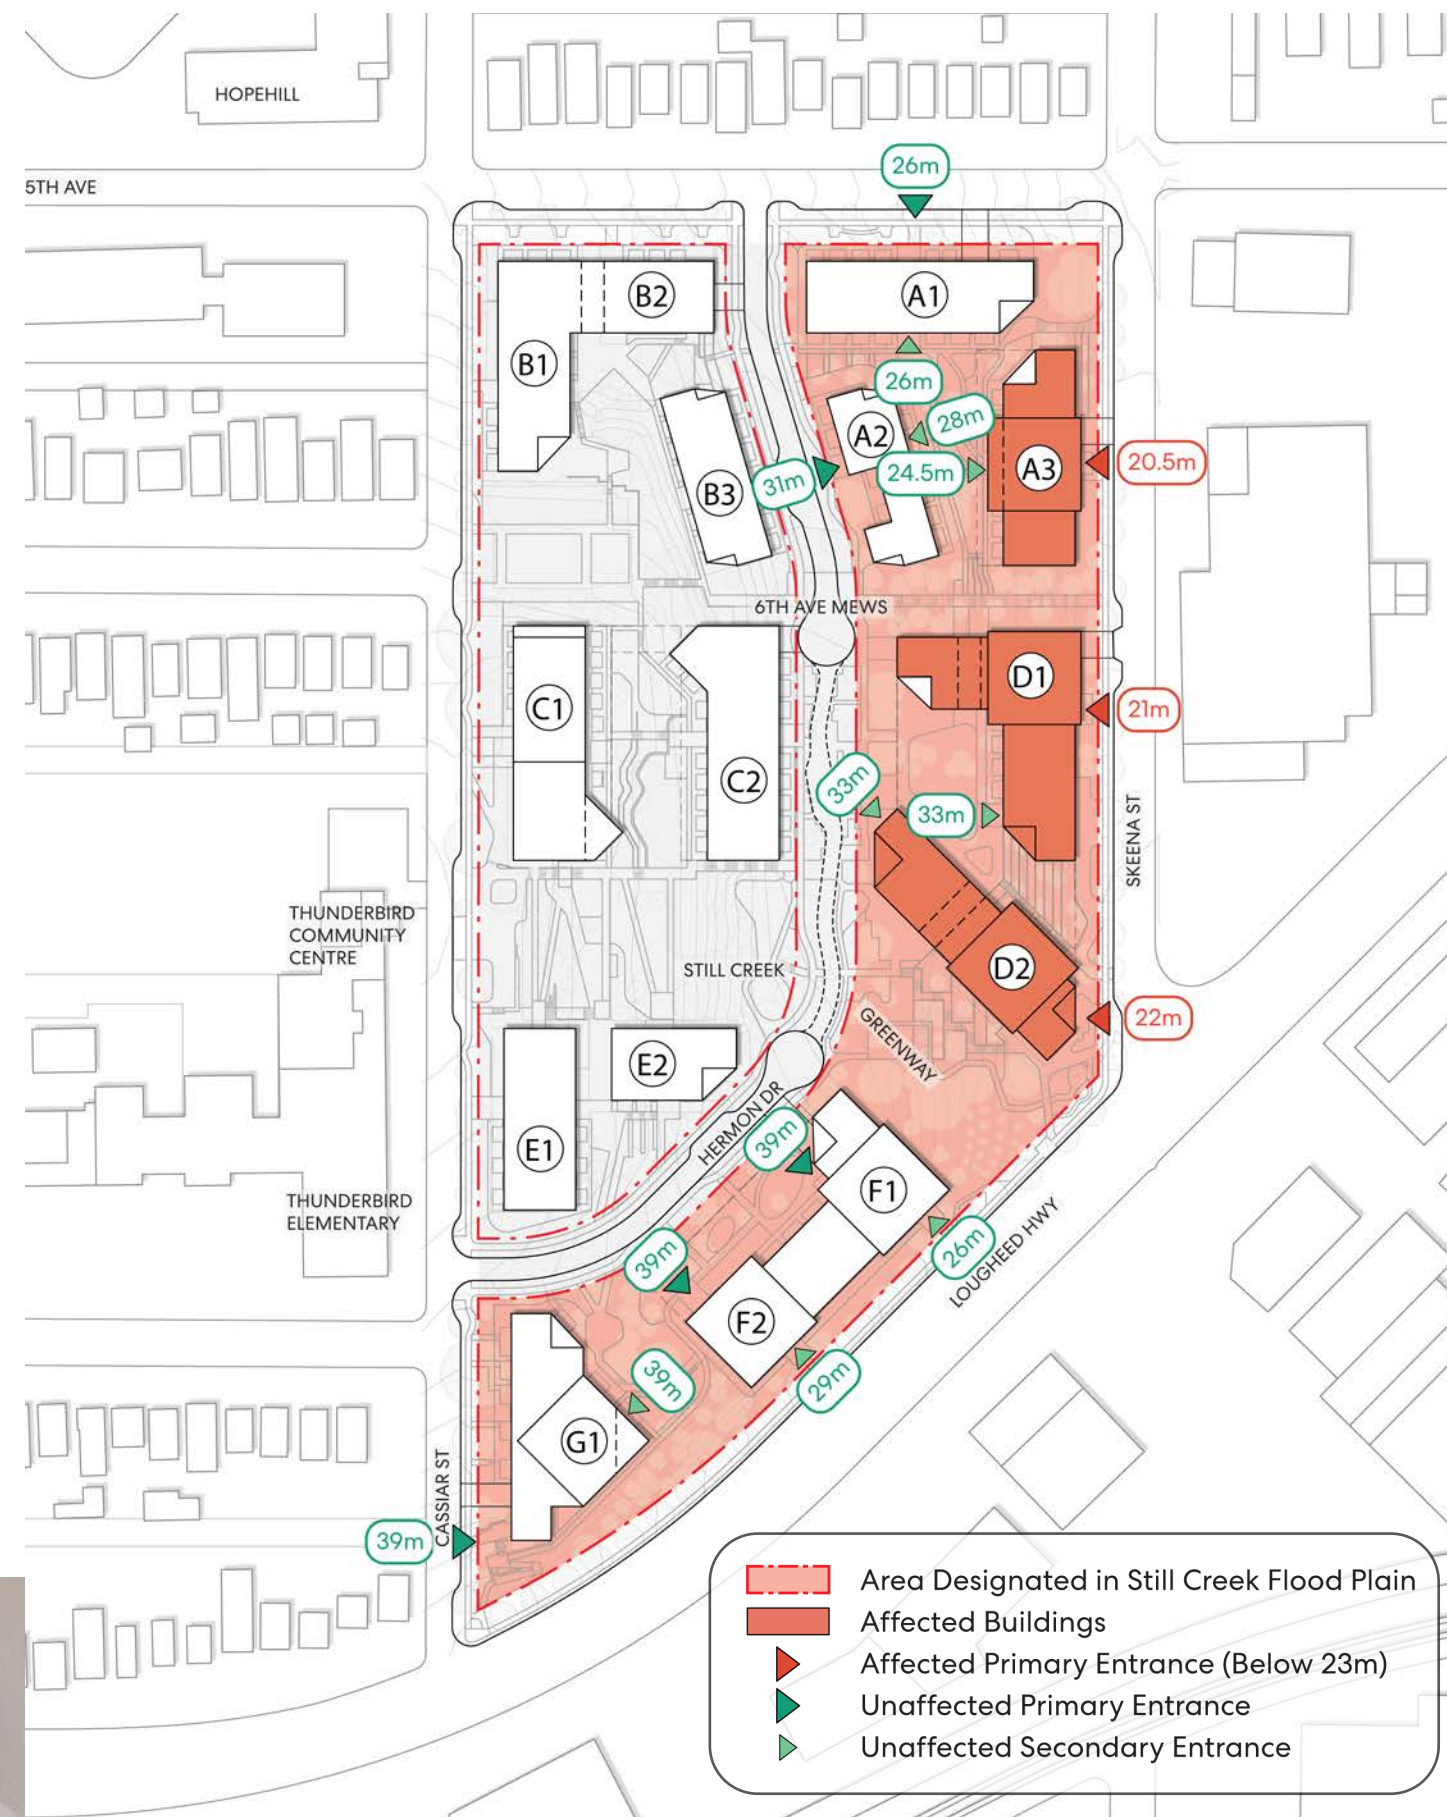 HOPEHILL
26m
5TH AVE
B2
A1
B1
26m
28m
A2
20.5m
A3
24.5m
31m
B3
6TH AVE MEWS
D1
C1
21m
C2
33m
33m
SKEENA ST
THUNDERBIRD
COMMUNITY
CENTRE
STILL CREEK
D2
22m
GREENWAY
E2
HERMON DR
39m
E1
F1
THUNDERBIRD
ELEMENTARY
26m
39m
LOUGHEED HWY
F2
39m
29m
G1
CASSIAR ST
39m
Area Designated in Still Creek Flood Plain
Affected Buildings
Affected Primary Entrance (Below 23m)
Unaffected Primary Entrance
Unaffected Secondary Entrance